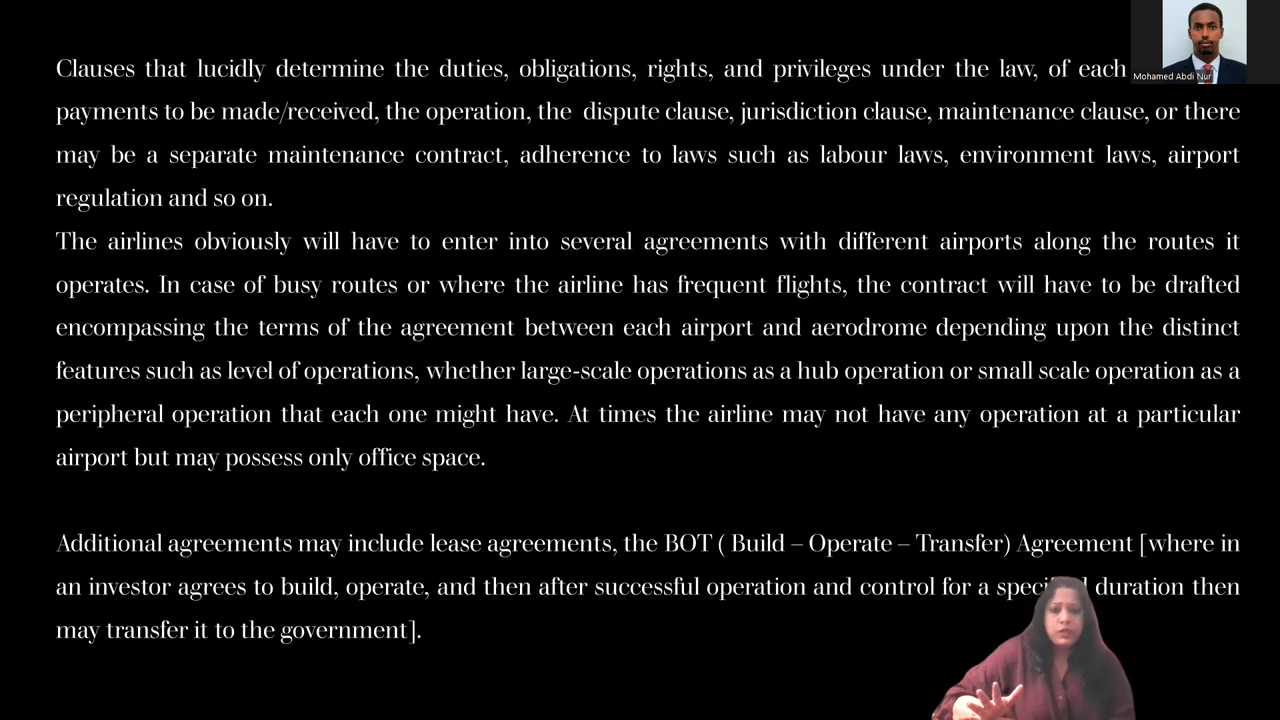 Clauses that lucidly determine the duties, obligations, rights, and privileges under the law, of each
Mohamed Abdi Nur
payments to be made/received, the operation, the dispute clause, jurisdiction clause, maintenance clause, or there
may be a separate maintenance contract, adherence to laws such as labour laws, environment laws, airport
regulation and so on.
The airlines obviously will have to enter into several agreements with different airports along the routes it
operates. In case of busy routes or where the airline has frequent flights, the contract will have to be drafted
encompassing the terms of the agreement between each airport and aerodrome depending upon the distinct
features such as level of operations, whether large-scale operations as a hub operation or small scale operation as a
peripheral operation that each one might have. At times the airline may not have any operation at a particular
airport but may possess only office space.
Additional agreements may include lease agreements, the BOT ( Build – Operate – Transfer) Agreement [where in
an investor agrees to build, operate, and then after successful operation and control for a duration then
may transfer it to the government].